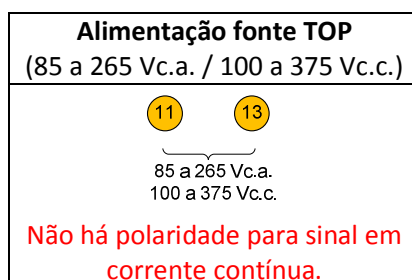 Alimentação fonte TOP
(85 a 265 Vc.a. / 100 a 375 Vc.c.)
11 13
85 a 265 Vc.a.
100 a 375 Vc.c.
Não há polaridade para sinal em
corrente contínua.